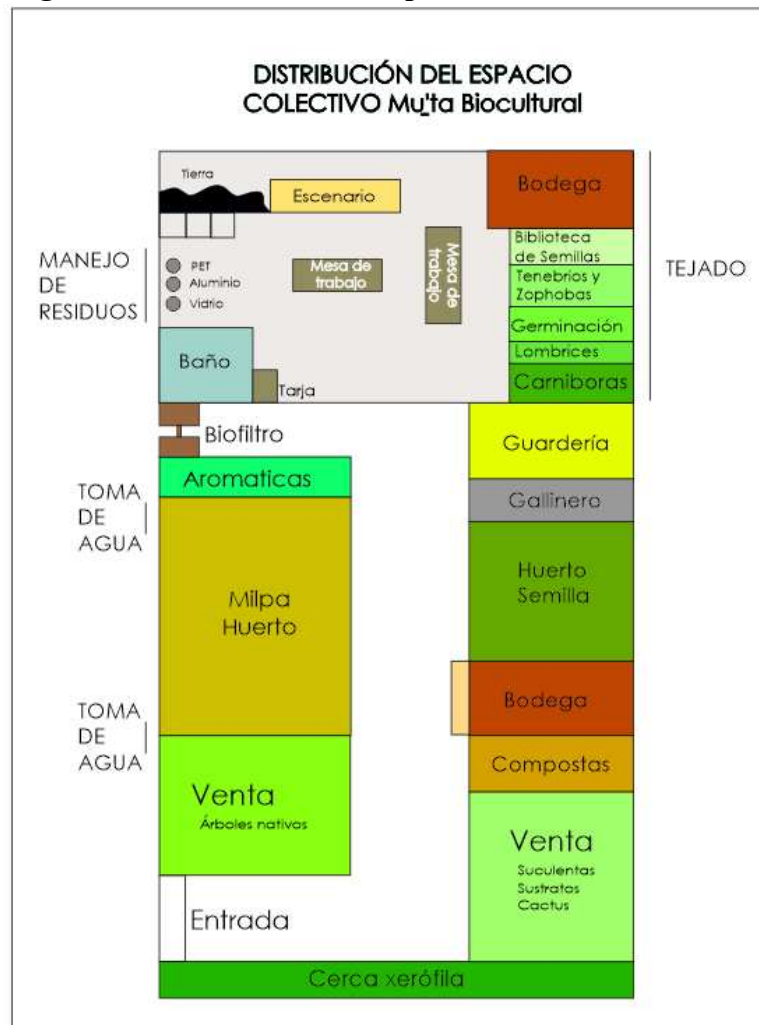 DISTRIBUCIÓN DEL ESPACIO
COLECTIVO Mu'ta Biocultural
Tierra
Escenario
Bodega
MANEJO
DE
RESIDUOS
PET
Aluminio
Vidrio
Mesa de
trabajo
Mesa de
trabajo
Biblioteca
de Semillas
Tenebrios y
Zophobas
Germinación
Lombrices
Carniboras
TEJADO
Baño
Tarja
Biofiltro
Guardería
Aromaticas
Gallinero
TOMA
DE
AGUA
Milpa
Huerto
Huerto
Semilla
TOMA
DE
AGUA
Bodega
Compostas
Venta
Árboles nativos
Venta
Suculentas
Sustratos
Cactus
Entrada
Cerca xerófila